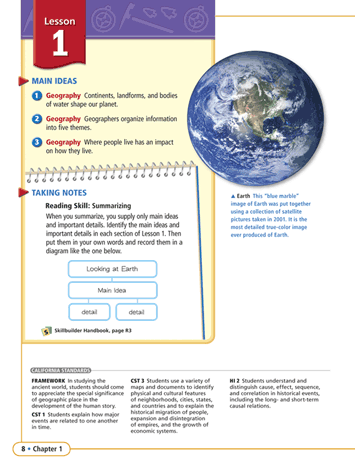 Lesson
1
MAIN IDEAS
1 Geography Continents, landforms, and bodies
of water shape our planet.
2 Geography Geographers organize information
into five themes.
3 Geography Where people live has an impact
on how they live.
TAKING NOTES
Reading Skill: Summarizing
When you summarize, you supply only main ideas
and important details. Identify the main ideas and
important details in each section of Lesson 1. Then
put them in your own words and record them in a
diagram like the one below.
Looking at Earth
Main Idea
detail detail
Skillbuilder Handbook, page R3
▲ Earth This "blue marble"
image of Earth was put together
using a collection of satellite
pictures taken in 2001. It is the
most detailed true-color image
ever produced of Earth.
CALIFORNIA STANDARDS
FRAMEWORK In studying the
ancient world, students should come
to appreciate the special significance
of geographic place in the
development of the human story.
CST 1 Students explain how major
events are related to one another
in time.
CST 3 Students use a variety of
maps and documents to identify
physical and cultural features
of neighborhoods, cities, states,
and countries and to explain the
historical migration of people,
expansion and disintegration
of empires, and the growth of
economic systems.
HI 2 Students understand and
distinguish cause, effect, sequence,
and correlation in historical events,
including the long- and short-term
causal relations.
8 • Chapter 1